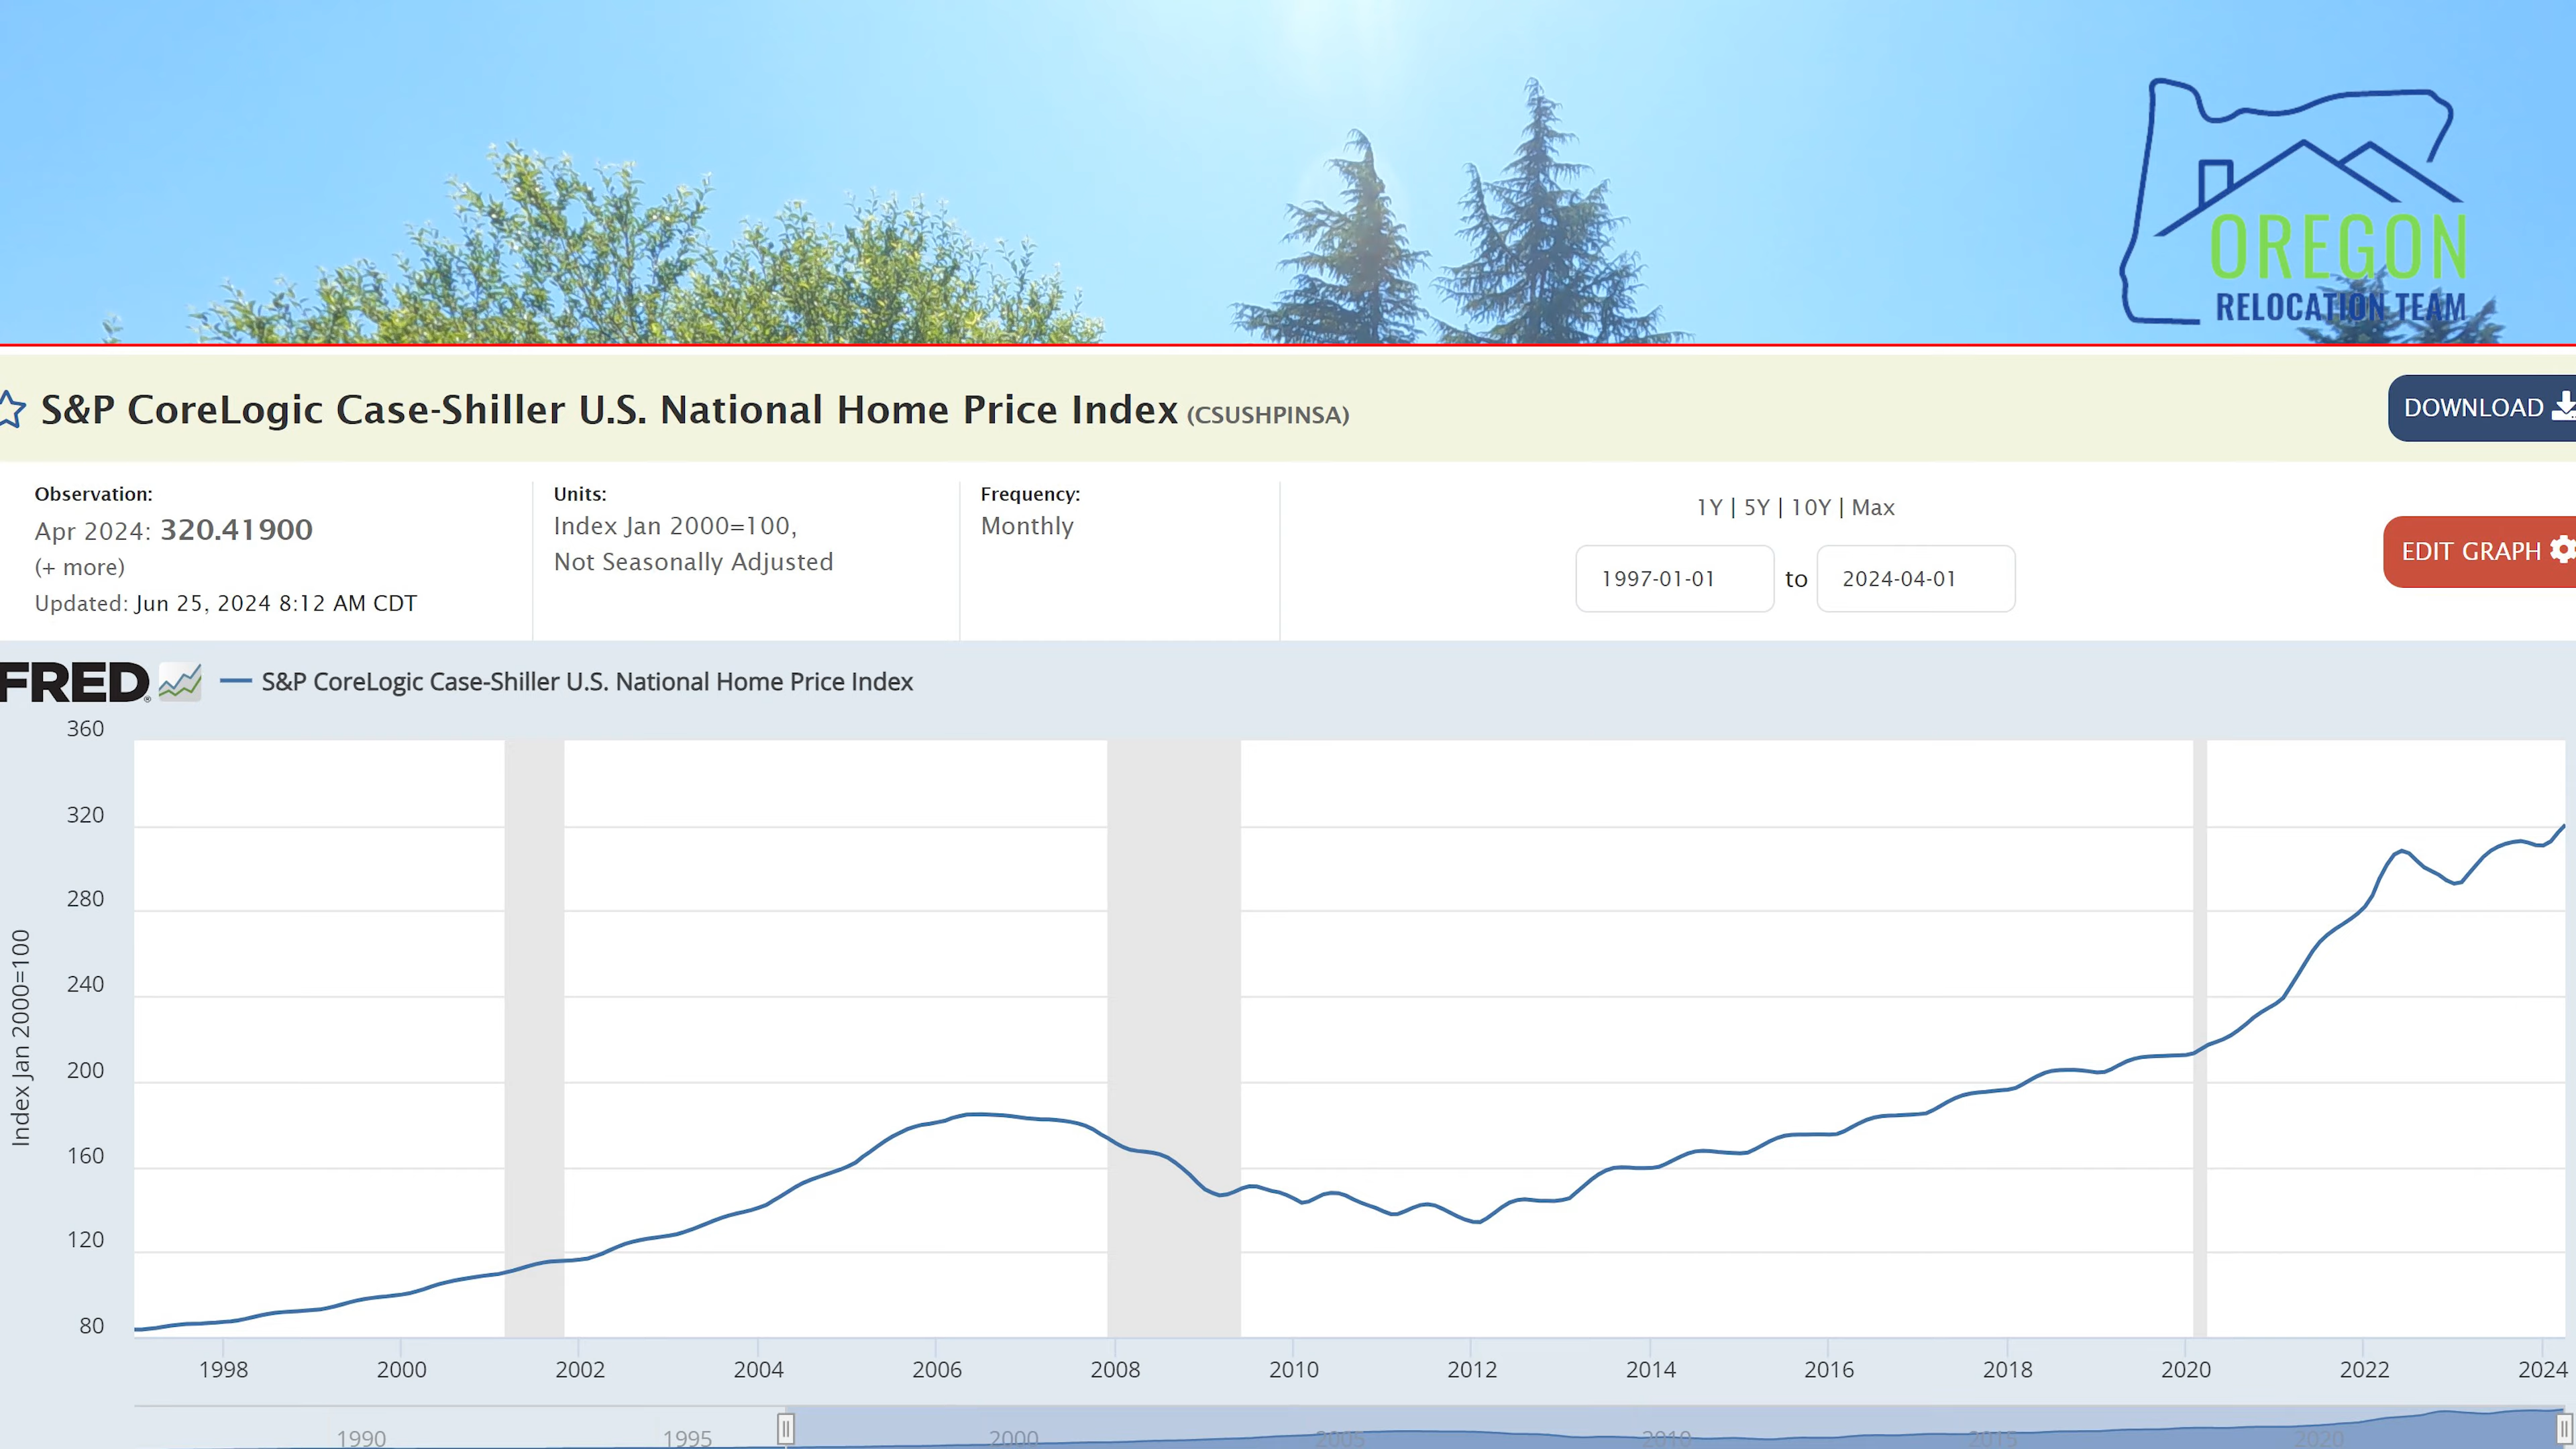 OREGON
RELOCATION TEAM
S&P CoreLogic Case-Shiller U.S. National Home Price Index (CSUSHPINSA)
DOWNLOAD
Observation:
Apr 2024: 320.41900
(+ more)
Updated: Jun 25, 2024 8:12 AM CDT
Units:
Index Jan 2000=100,
Not Seasonally Adjusted
Frequency:
Monthly
1Y | 5Y | 10Y | Max
1997-01-01 to 2024-04-01
EDIT GRAPH
FRED®
S&P CoreLogic Case-Shiller U.S. National Home Price Index
Index Jan 2000=100
360
320
280
240
200
160
120
80
1998 2000 2002 2004 2006 2008 2010 2012 2014 2016 2018 2020 2022 2024
1990 1995 2000 2005 2010 2015 2020